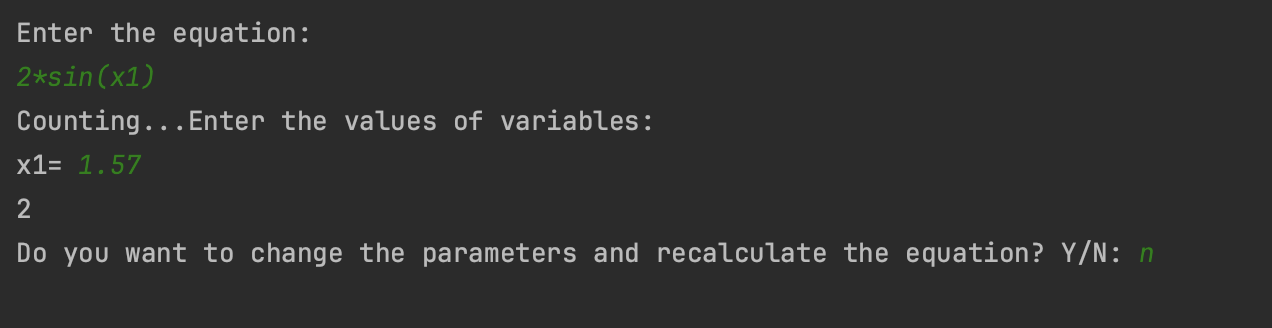 Enter the equation:
2*sin(x1)
Counting...Enter the values of variables:
x1= 1.57
2
Do you want to change the parameters and recalculate the equation? Y/N: n